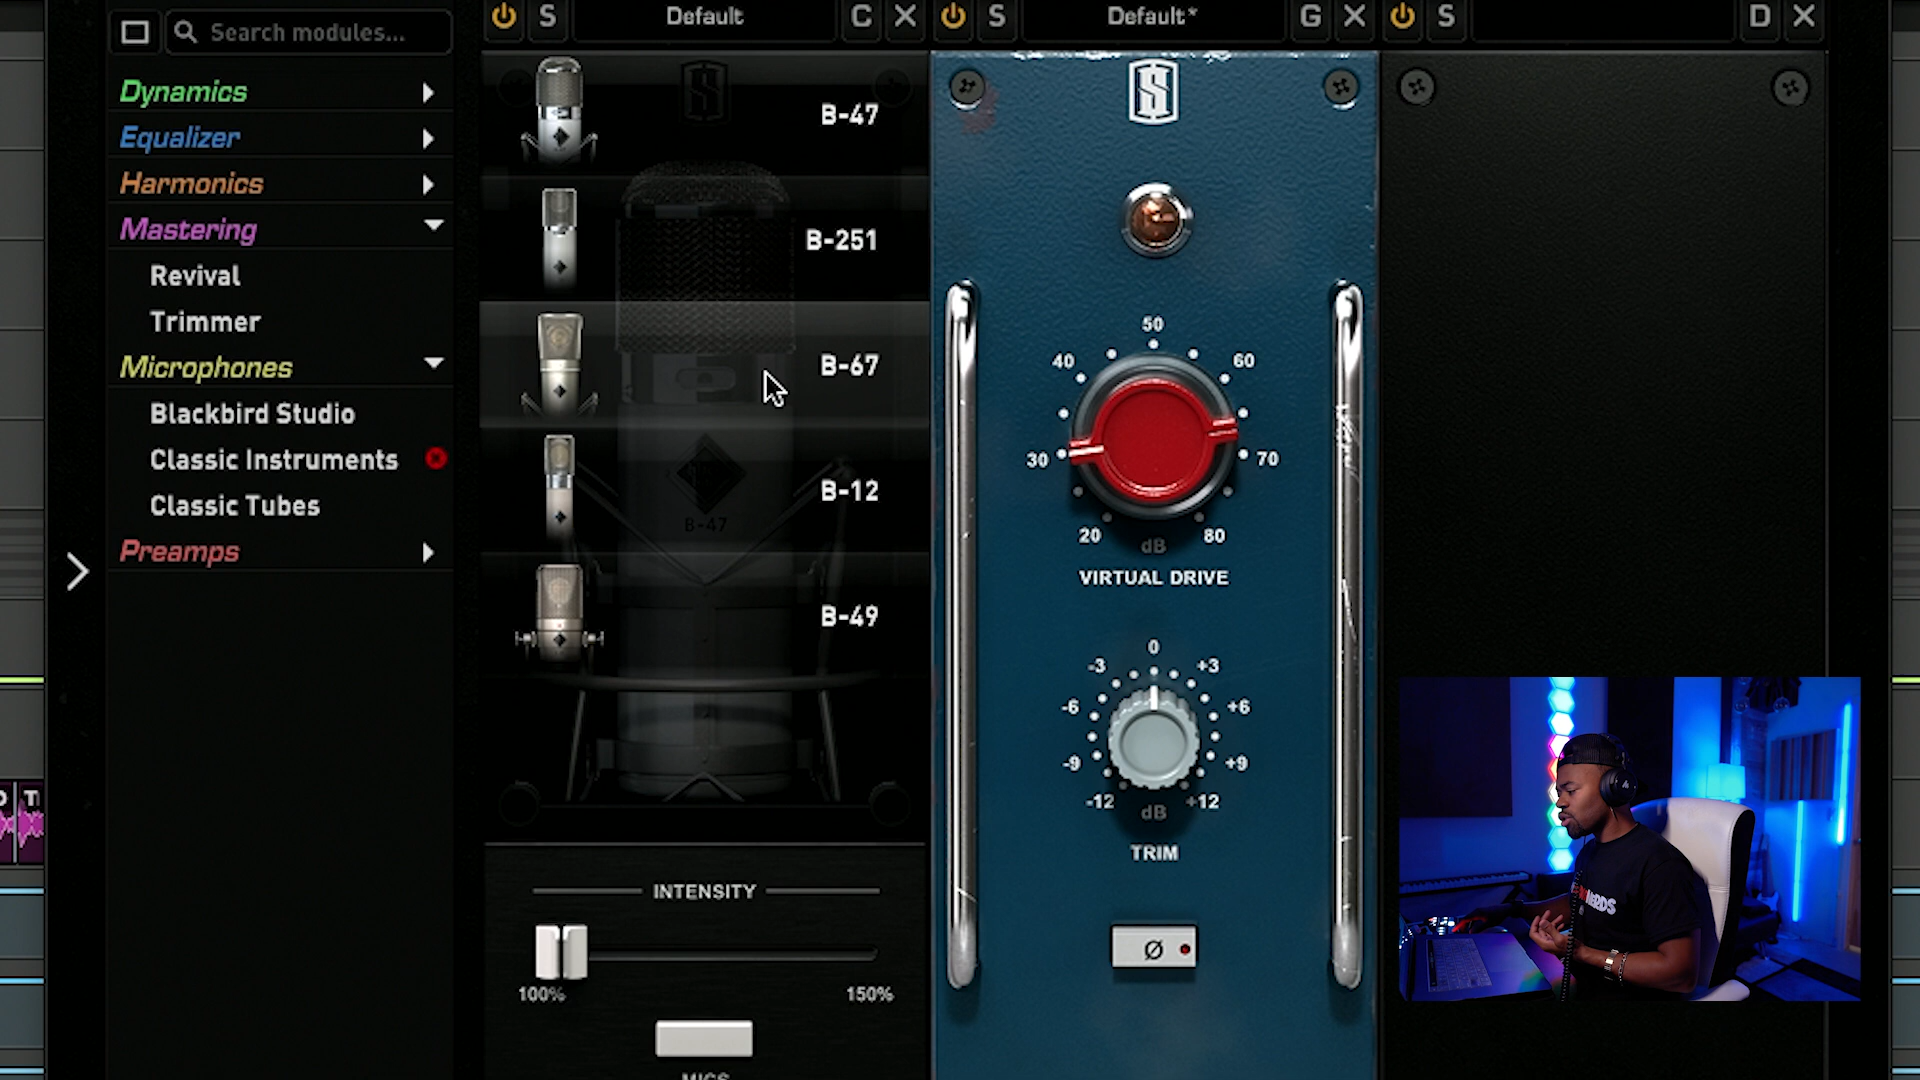 Search modules...
Dynamics
Equalizer
Harmonics
Mastering
Revival
Trimmer
Microphones
Blackbird Studio
Classic Instruments
Classic Tubes
Preamps
S Default C
B-47
B-251
B-67
B-12
B-49
B-47
INTENSITY
100% 150%
MICS
S Default* G
S
50
40 60
30 70
20 80
dB
VIRTUAL DRIVE
0
-3 +3
-6 +6
-9 +9
-12 +12
dB
TRIM
Ø
S D
T